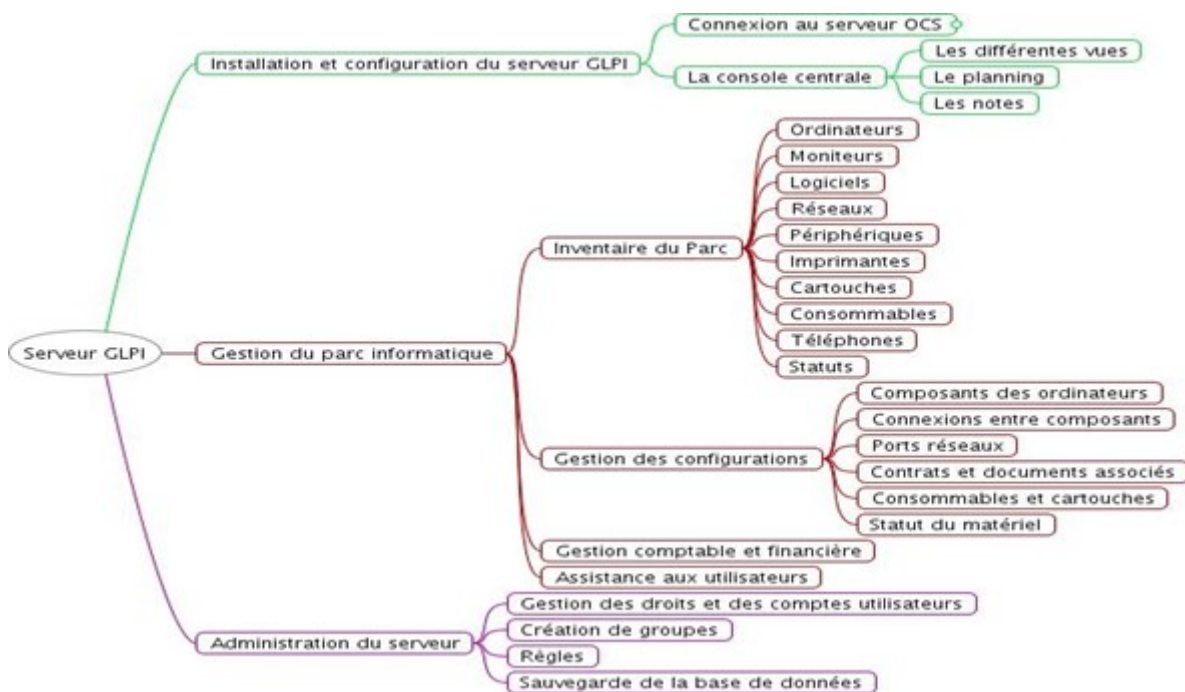 Serveur GLPI
Installation et configuration du serveur GLPI
Connexion au serveur OCS
La console centrale
Les différentes vues
Le planning
Les notes
Gestion du parc informatique
Inventaire du Parc
Ordinateurs
Moniteurs
Logiciels
Réseaux
Périphériques
Imprimantes
Cartouches
Consommables
Téléphones
Statuts
Gestion des configurations
Composants des ordinateurs
Connexions entre composants
Ports réseaux
Contrats et documents associés
Consommables et cartouches
Statut du matériel
Gestion comptable et financière
Assistance aux utilisateurs
Administration du serveur
Gestion des droits et des comptes utilisateurs
Création de groupes
Règles
Sauvegarde de la base de données